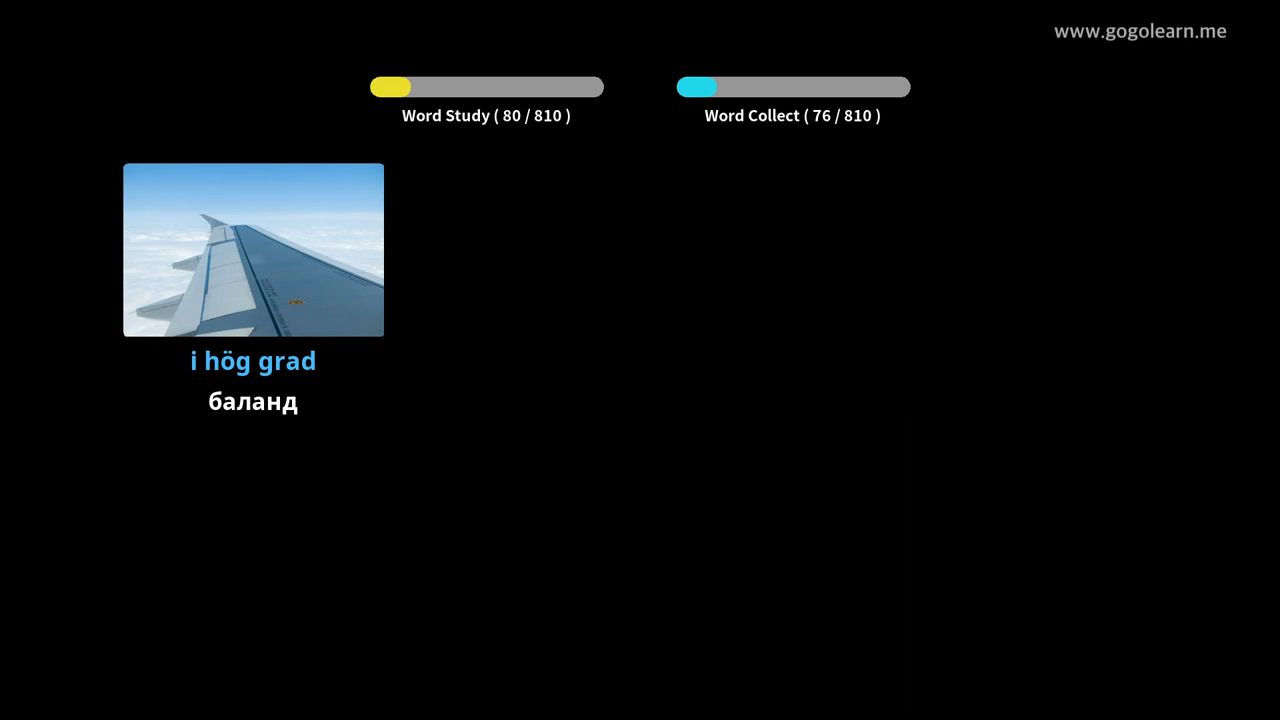 www.gogolearn.me
Word Study ( 80 / 810 )
Word Collect ( 76 / 810 )
i hög grad
баланд